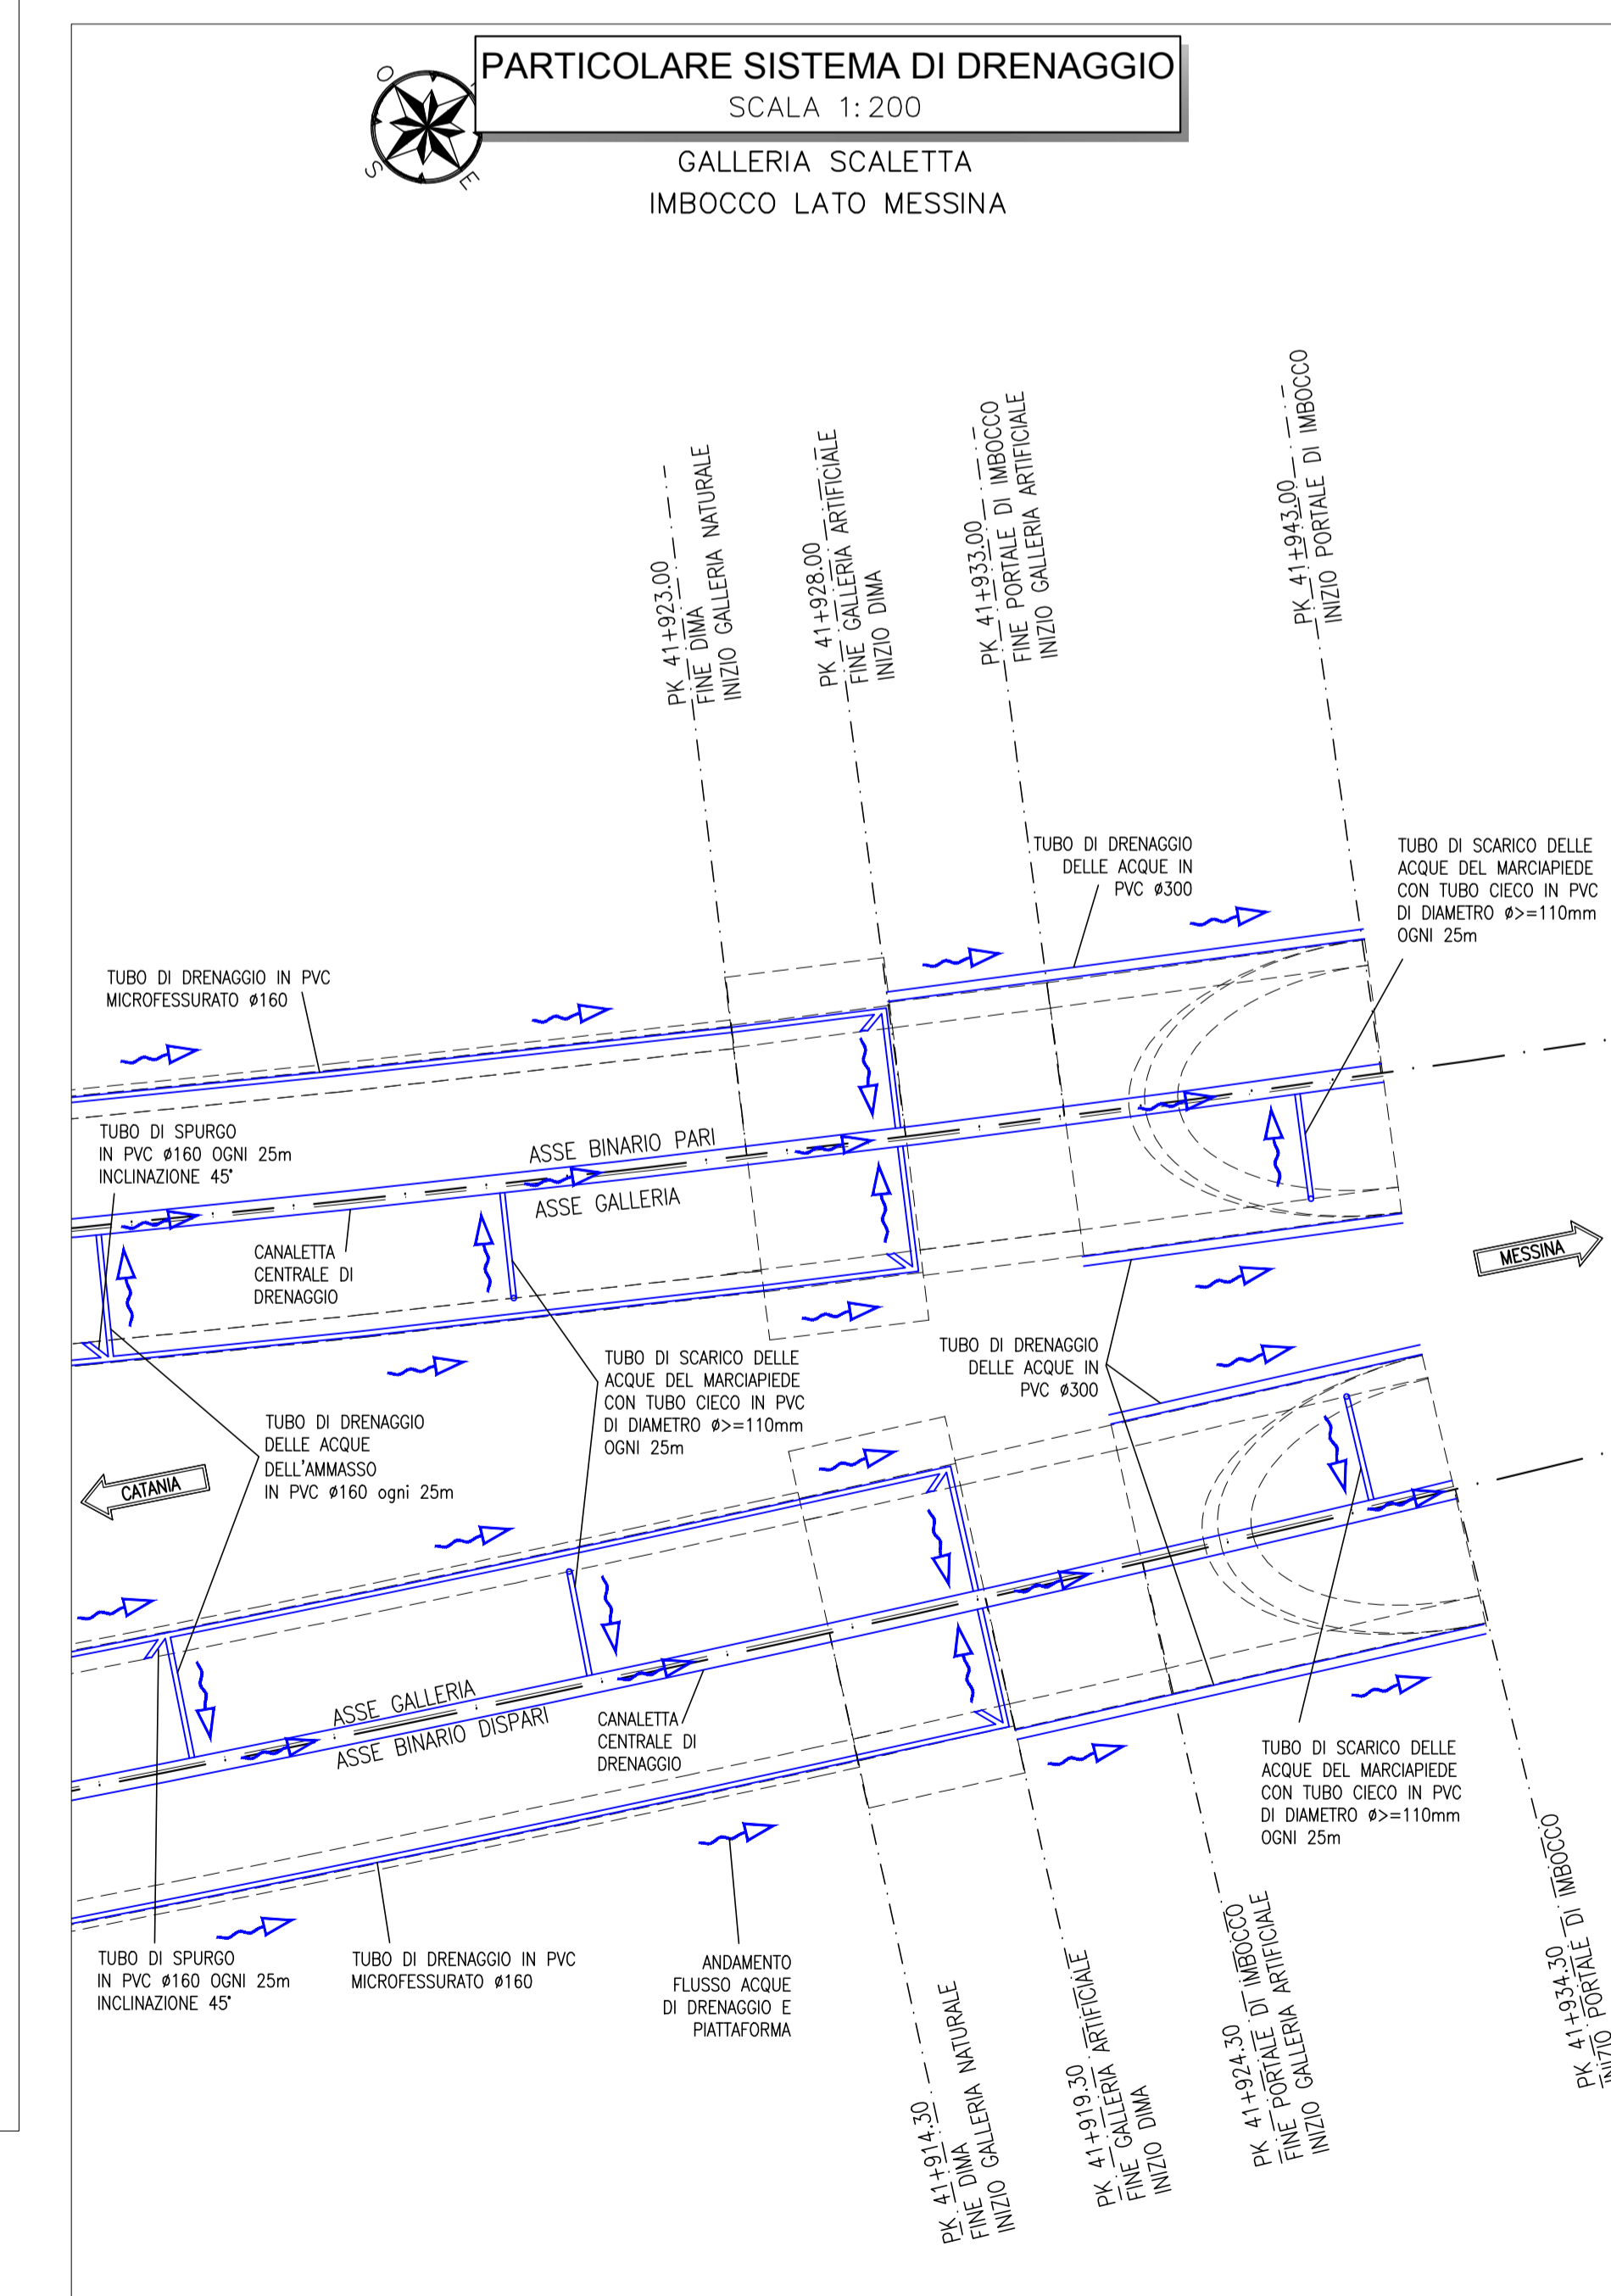 PARTICOLARE SISTEMA DI DRENAGGIO
SCALA 1:200
GALLERIA SCALETTA
IMBOCCO LATO MESSINA
O
S
E
PK 41+923.00
FINE DIMA
INIZIO GALLERIA NATURALE
PK 41+928.00
FINE GALLERIA ARTIFICIALE
INIZIO DIMA
PK 41+933.00
FINE PORTALE DI IMBOCCO
INIZIO GALLERIA ARTIFICIALE
PK 41+943.00
INIZIO PORTALE DI IMBOCCO
TUBO DI DRENAGGIO
DELLE ACQUE IN
PVC ø300
TUBO DI SCARICO DELLE
ACQUE DEL MARCIAPIEDE
CON TUBO CIECO IN PVC
DI DIAMETRO ø>=110mm
OGNI 25m
TUBO DI DRENAGGIO IN PVC
MICROFESSURATO ø160
TUBO DI SPURGO
IN PVC ø160 OGNI 25m
INCLINAZIONE 45°
ASSE BINARIO PARI
ASSE GALLERIA
CANALETTA
CENTRALE DI
DRENAGGIO
MESSINA
TUBO DI DRENAGGIO
DELLE ACQUE IN
PVC ø300
TUBO DI SCARICO DELLE
ACQUE DEL MARCIAPIEDE
CON TUBO CIECO IN PVC
DI DIAMETRO ø>=110mm
OGNI 25m
TUBO DI DRENAGGIO
DELLE ACQUE
DELL'AMMASSO
IN PVC ø160 ogni 25m
CATANIA
ASSE GALLERIA
ASSE BINARIO DISPARI
CANALETTA
CENTRALE DI
DRENAGGIO
TUBO DI SCARICO DELLE
ACQUE DEL MARCIAPIEDE
CON TUBO CIECO IN PVC
DI DIAMETRO ø>=110mm
OGNI 25m
TUBO DI SPURGO
IN PVC ø160 OGNI 25m
INCLINAZIONE 45°
TUBO DI DRENAGGIO IN PVC
MICROFESSURATO ø160
ANDAMENTO
FLUSSO ACQUE
DI DRENAGGIO E
PIATTAFORMA
PK 41+914.30
FINE DIMA
INIZIO GALLERIA NATURALE
PK 41+919.30
FINE GALLERIA ARTIFICIALE
INIZIO DIMA
PK 41+924.30
FINE PORTALE DI IMBOCCO
INIZIO GALLERIA ARTIFICIALE
PK 41+934.30
INIZIO PORTALE DI IMBOCCO